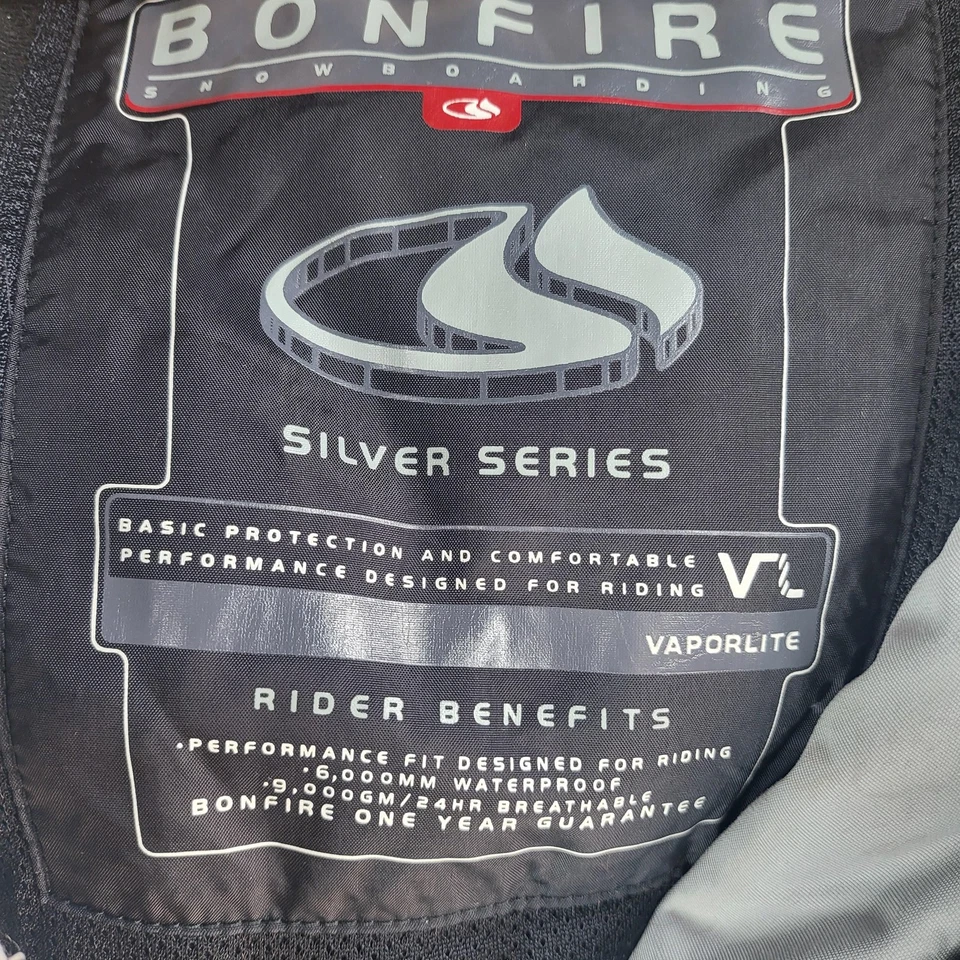 BONFIRE
SNOWBOARDING
SILVER SERIES
BASIC PROTECTION AND COMFORTABLE
PERFORMANCE DESIGNED FOR RIDING
VL
VAPORLITE
RIDER BENEFITS
•PERFORMANCE FIT DESIGNED FOR RIDING
•6,000MM WATERPROOF
•9,000GM/24HR BREATHABLE
BONFIRE ONE YEAR GUARANTEE